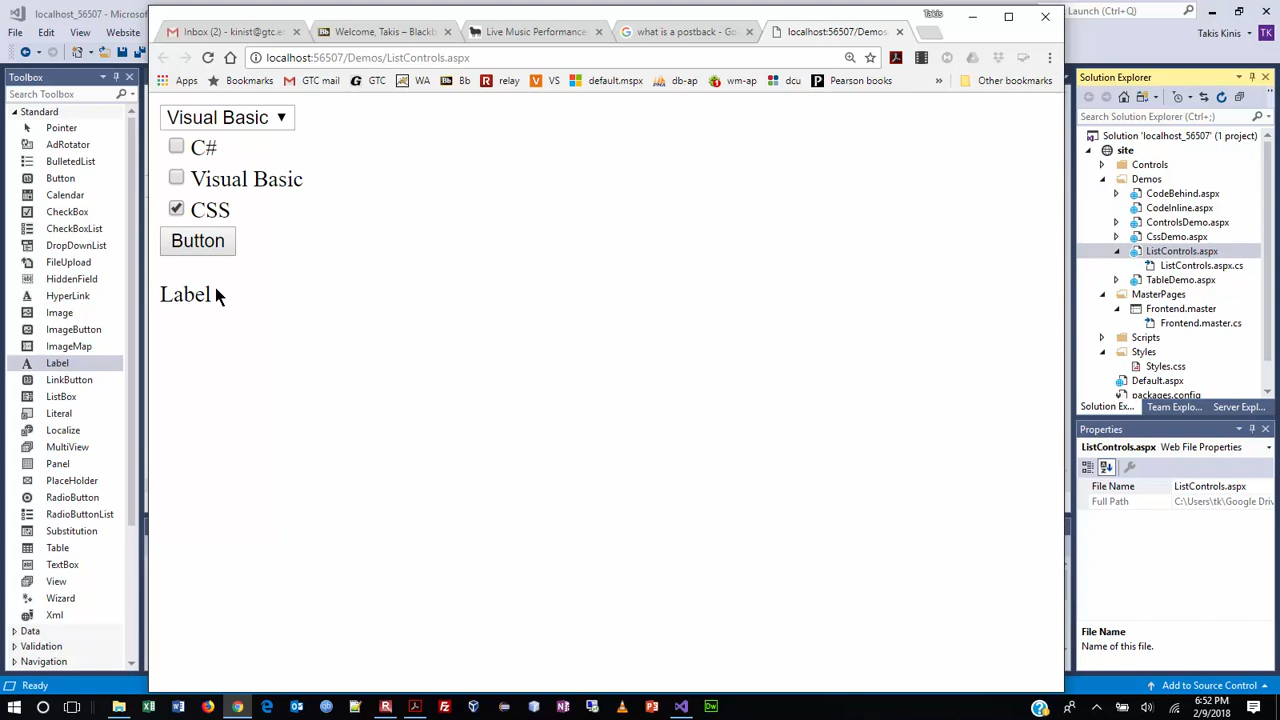 File
Edit
View
Website
Takis
Launch (Ctrl+Q)
Takis Kinis
TK
Welcome, Takis – Blackb
Live Music Performance
what is a postback - Go
localhost:56507/Demos
localhost:56507/Demos/ListControls.aspx
Apps
Bookmarks
GTC mail
GTC
WA
Bb
relay
VS
default.mspx
db-ap
wm-ap
dcu
Pearson books
»
Other bookmarks
Toolbox
Search Toolbox
Standard
Pointer
AdRotator
BulletedList
Button
Calendar
CheckBox
CheckBoxList
DropDownList
FileUpload
HiddenField
HyperLink
Image
ImageButton
ImageMap
Label
LinkButton
ListBox
Literal
Localize
MultiView
Panel
PlaceHolder
RadioButton
RadioButtonList
Substitution
Table
TextBox
View
Wizard
Xml
Data
Validation
Navigation
Visual Basic
C#
Visual Basic
CSS
Button
Label
Solution Explorer
Search Solution Explorer (Ctrl+;)
Solution 'localhost_56507' (1 project)
site
Controls
Demos
CodeBehind.aspx
CodeInline.aspx
ControlsDemo.aspx
CssDemo.aspx
ListControls.aspx
ListControls.aspx.cs
TableDemo.aspx
MasterPages
Frontend.master
Frontend.master.cs
Scripts
Styles
Styles.css
Default.aspx
packages.config
Solution Ex...
Team Explo...
Server Expl...
Properties
ListControls.aspx Web File Properties
File Name ListControls.aspx
Full Path C:\Users\tk\Google Driv
File Name
Name of this file.
Ready
Add to Source Control
6:52 PM
2/9/2018